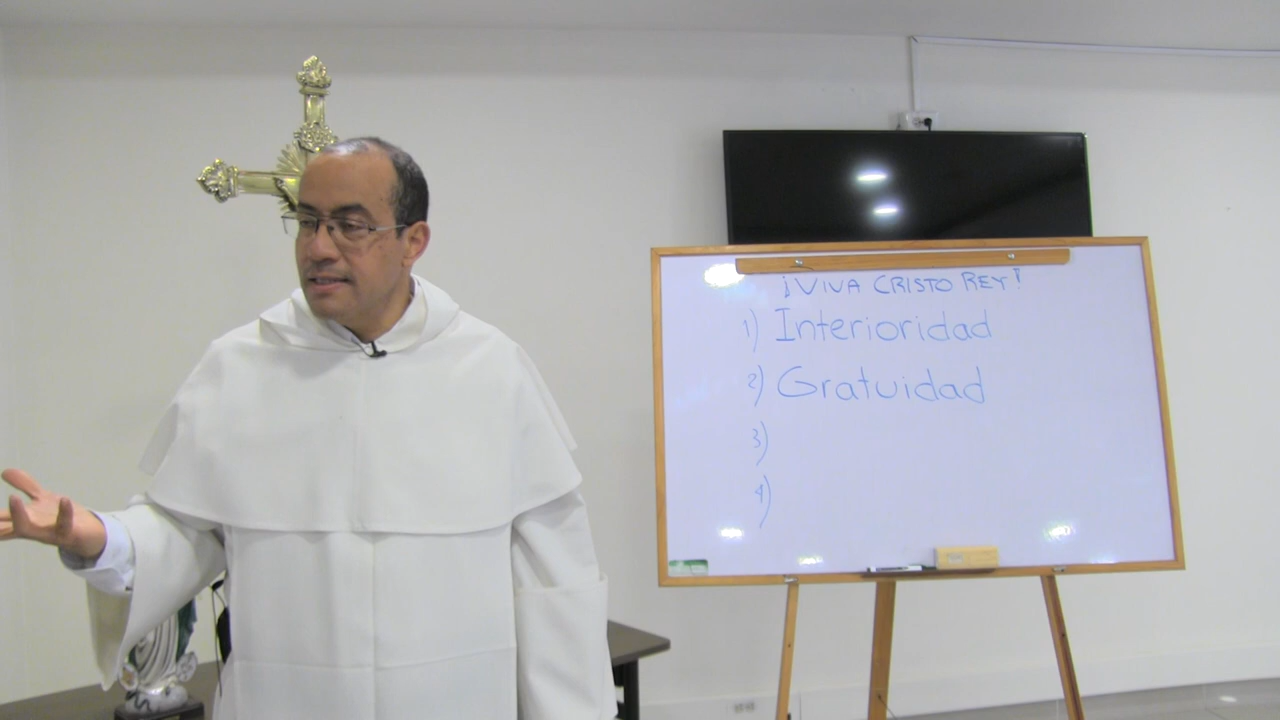 ¡VIVA CRISTO REY!
1) Interioridad
2) Gratuidad
3)
4)